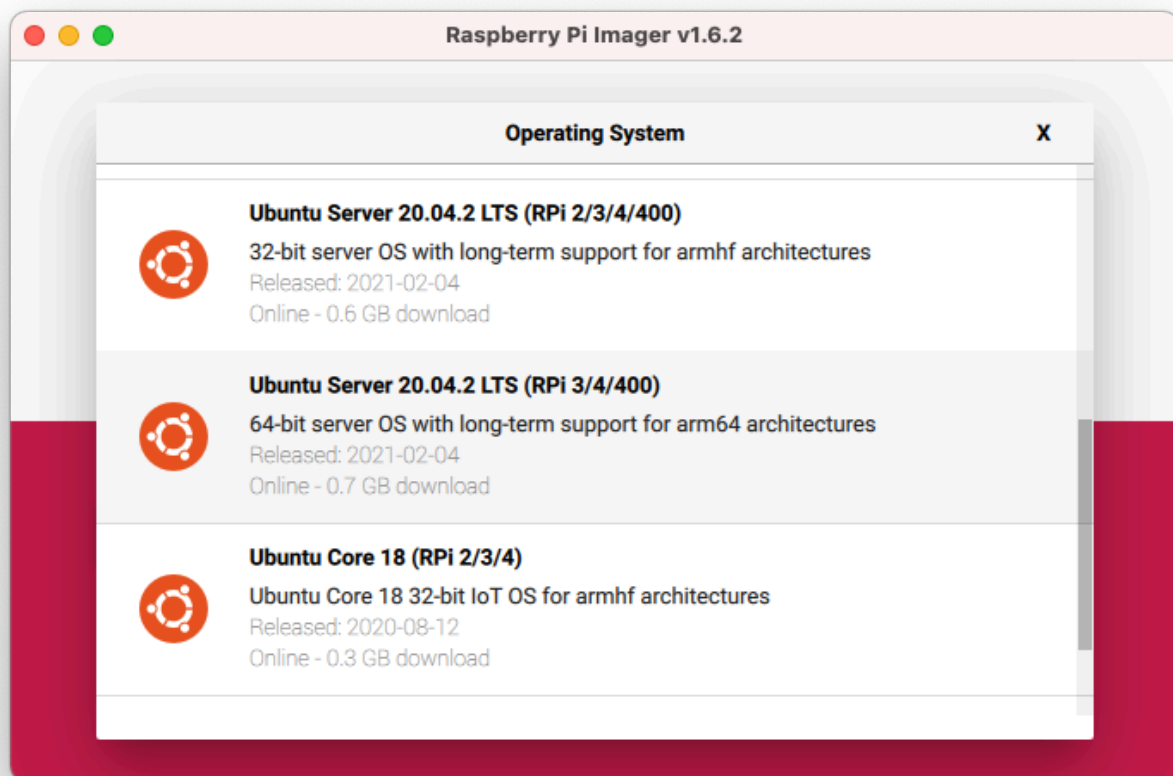 Raspberry Pi Imager v1.6.2
Operating System X
Ubuntu Server 20.04.2 LTS (RPi 2/3/4/400)
32-bit server OS with long-term support for armhf architectures
Released: 2021-02-04
Online - 0.6 GB download
Ubuntu Server 20.04.2 LTS (RPi 3/4/400)
64-bit server OS with long-term support for arm64 architectures
Released: 2021-02-04
Online - 0.7 GB download
Ubuntu Core 18 (RPi 2/3/4)
Ubuntu Core 18 32-bit IoT OS for armhf architectures
Released: 2020-08-12
Online - 0.3 GB download